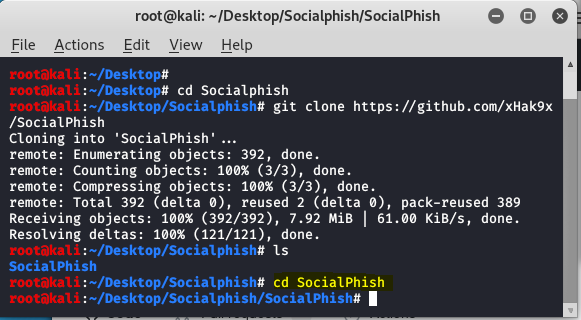 root@kali: ~/Desktop/Socialphish/SocialPhish
File Actions Edit View Help
root@kali:~/Desktop#
root@kali:~/Desktop# cd Socialphish
root@kali:~/Desktop/Socialphish# git clone https://github.com/xHak9x
/SocialPhish
Cloning into 'SocialPhish'...
remote: Enumerating objects: 392, done.
remote: Counting objects: 100% (3/3), done.
remote: Compressing objects: 100% (3/3), done.
remote: Total 392 (delta 0), reused 2 (delta 0), pack-reused 389
Receiving objects: 100% (392/392), 7.92 MiB | 61.00 KiB/s, done.
Resolving deltas: 100% (121/121), done.
root@kali:~/Desktop/Socialphish# ls
SocialPhish
root@kali:~/Desktop/Socialphish# cd SocialPhish
root@kali:~/Desktop/Socialphish/SocialPhish#